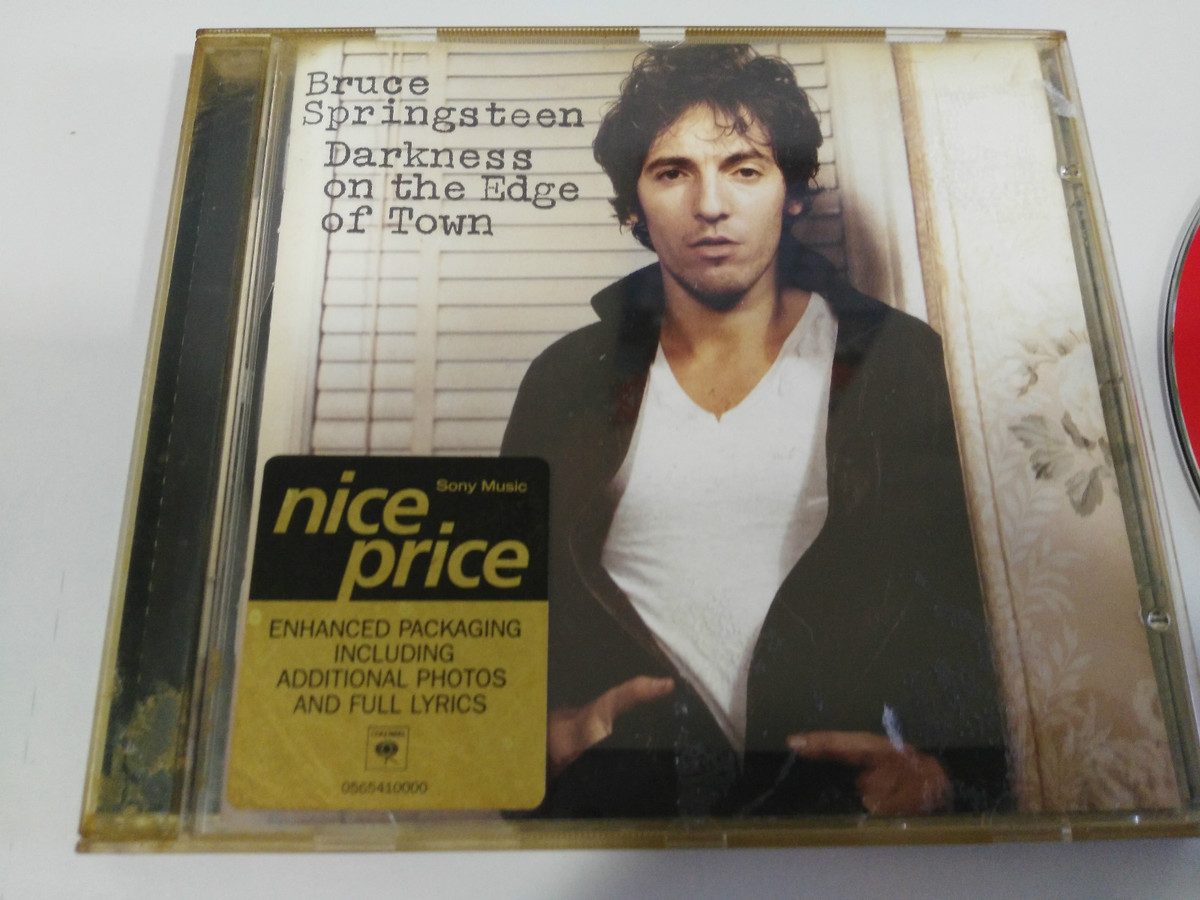 Bruce
Springsteen
Darkness
on the Edge
of Town
Sony Music
nice
price
ENHANCED PACKAGING
INCLUDING
ADDITIONAL PHOTOS
AND FULL LYRICS
COLUMBIA
0565410000